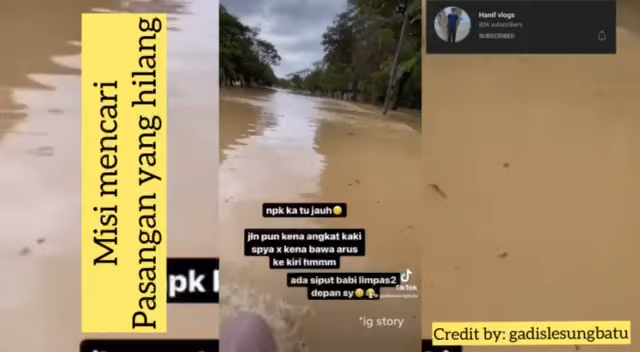 Misi mencari
Pasangan yang hilang
Hanif vlogs
SUBSCRIBED
npk ka tu jauh
jln pun kena angkat kaki
spya x kena bawa arus
ke kiri hmmm
ada siput babi limpas2
depan sy
TikTok
*ig story
pk
Credit by: gadislesungbatu